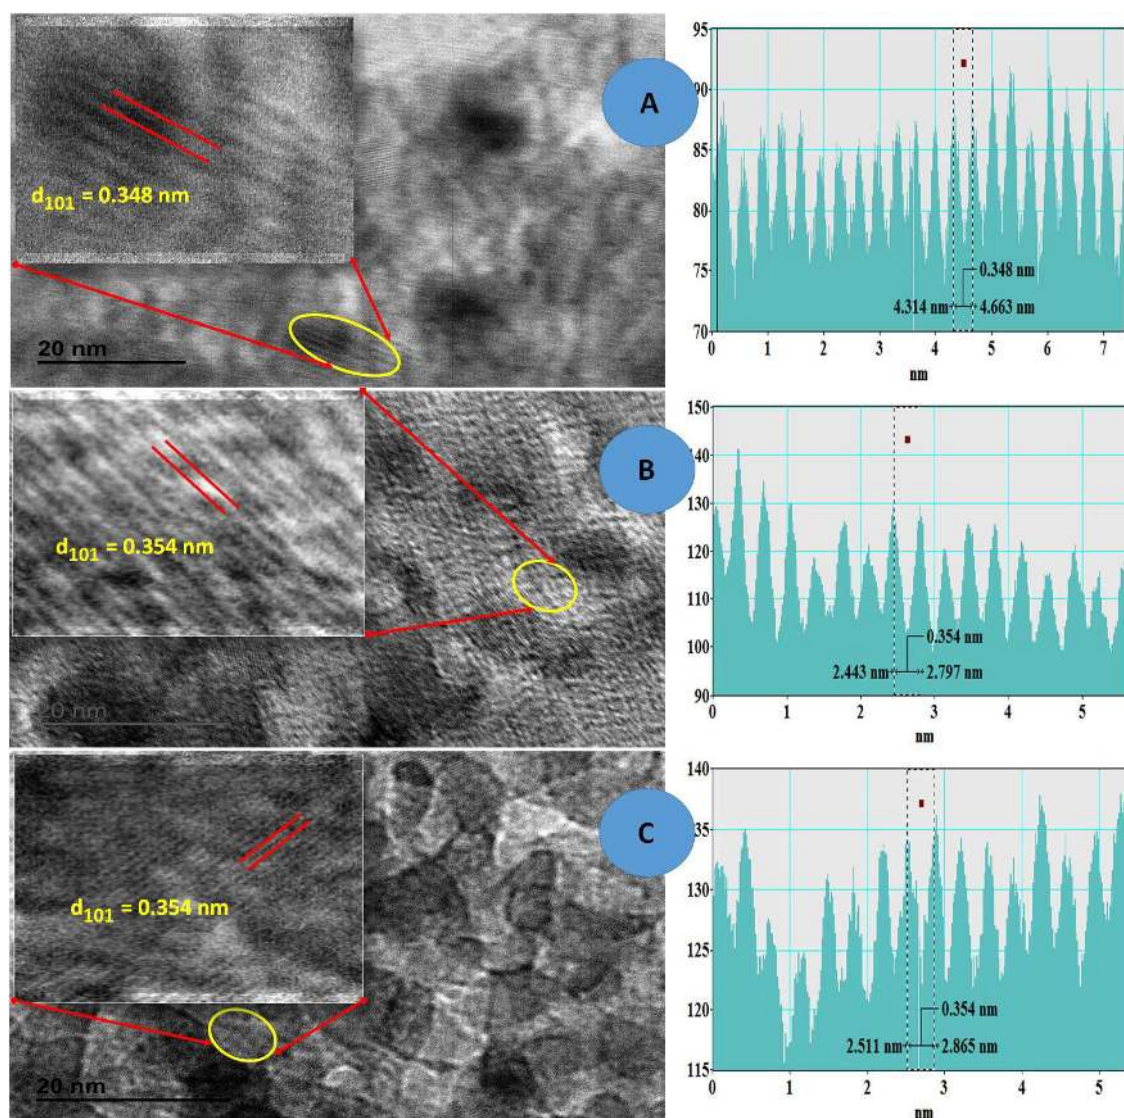 A
d101 = 0.348 nm
20 nm
95
90
85
80
75
70
0.348 nm
4.314 nm
4.663 nm
0 1 2 3 4 5 6 7
nm
B
d101 = 0.354 nm
20 nm
150
140
130
120
110
100
90
0.354 nm
2.443 nm
2.797 nm
0 1 2 3 4 5
nm
C
d101 = 0.354 nm
20 nm
140
135
130
125
120
115
0.354 nm
2.511 nm
2.865 nm
0 1 2 3 4 5
nm